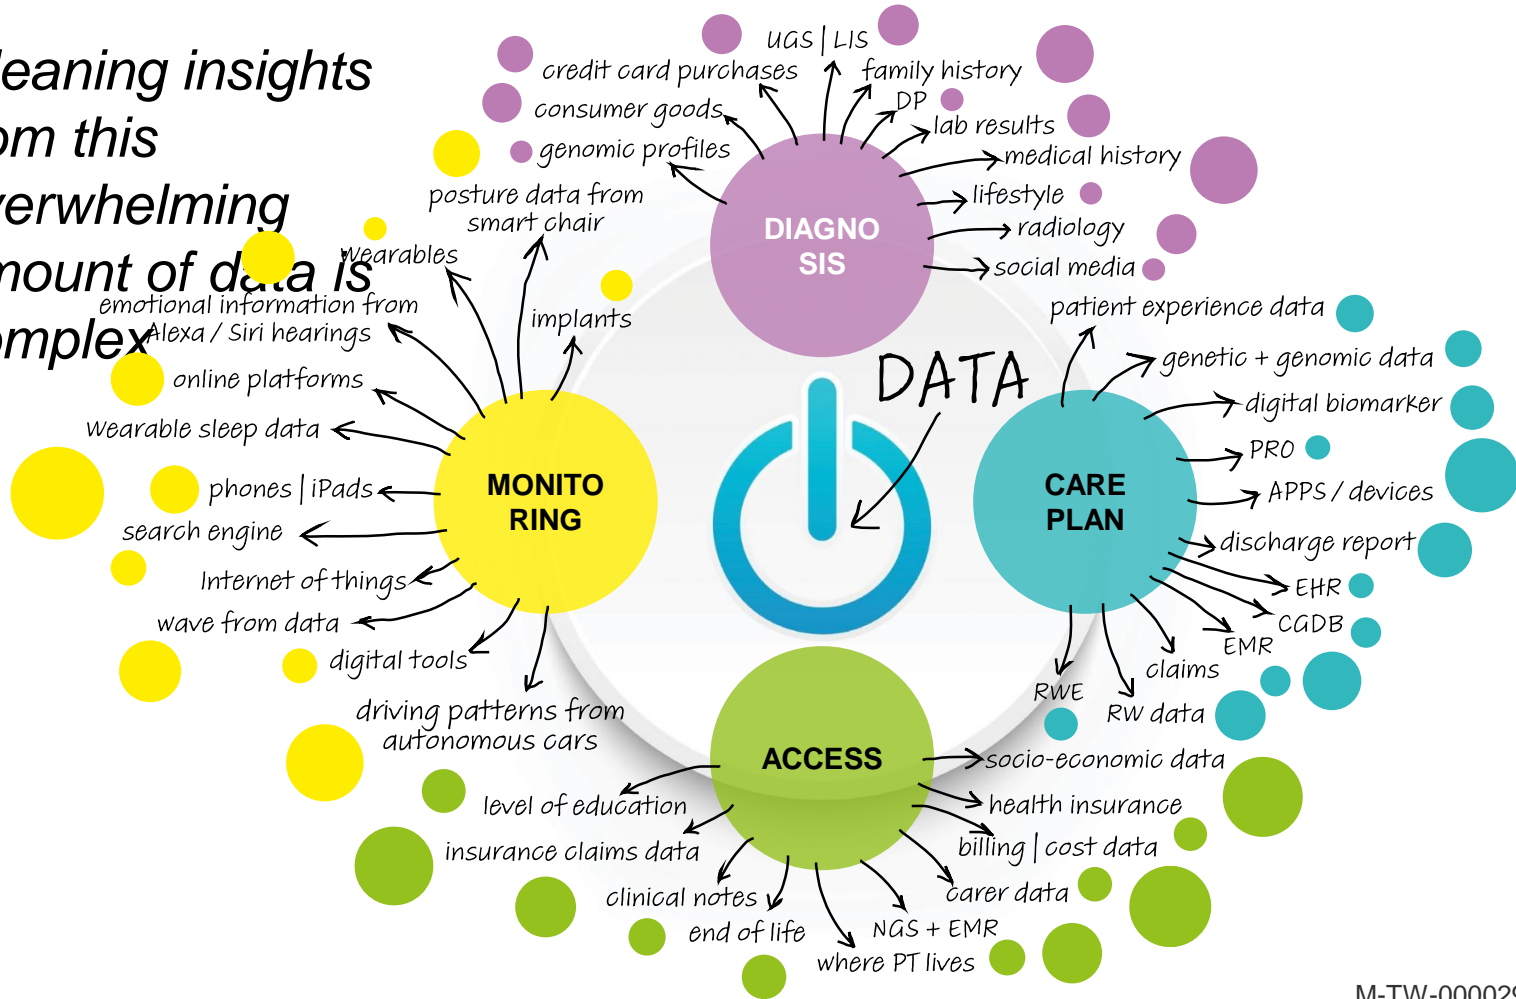 leaning insights
om this
verwhelming
mount of data is
omplex
UGS | LIS
credit card purchases
family history
consumer goods
DP
lab results
genomic profiles
medical history
posture data from
smart chair
lifestyle
radiology
social media
DIAGNO
SIS
wearables
emotional information from
Alexa / Siri hearings
implants
online platforms
wearable sleep data
phones | iPads
search engine
Internet of things
wave from data
digital tools
driving patterns from
autonomous cars
MONITO
RING
DATA
patient experience data
genetic + genomic data
digital biomarker
PRO
APPS / devices
discharge report
EHR
CGDB
EMR
claims
RW data
RWE
CARE
PLAN
ACCESS
socio-economic data
level of education
health insurance
insurance claims data
billing | cost data
clinical notes
carer data
end of life
NGS + EMR
where PT lives
M-TW-000029